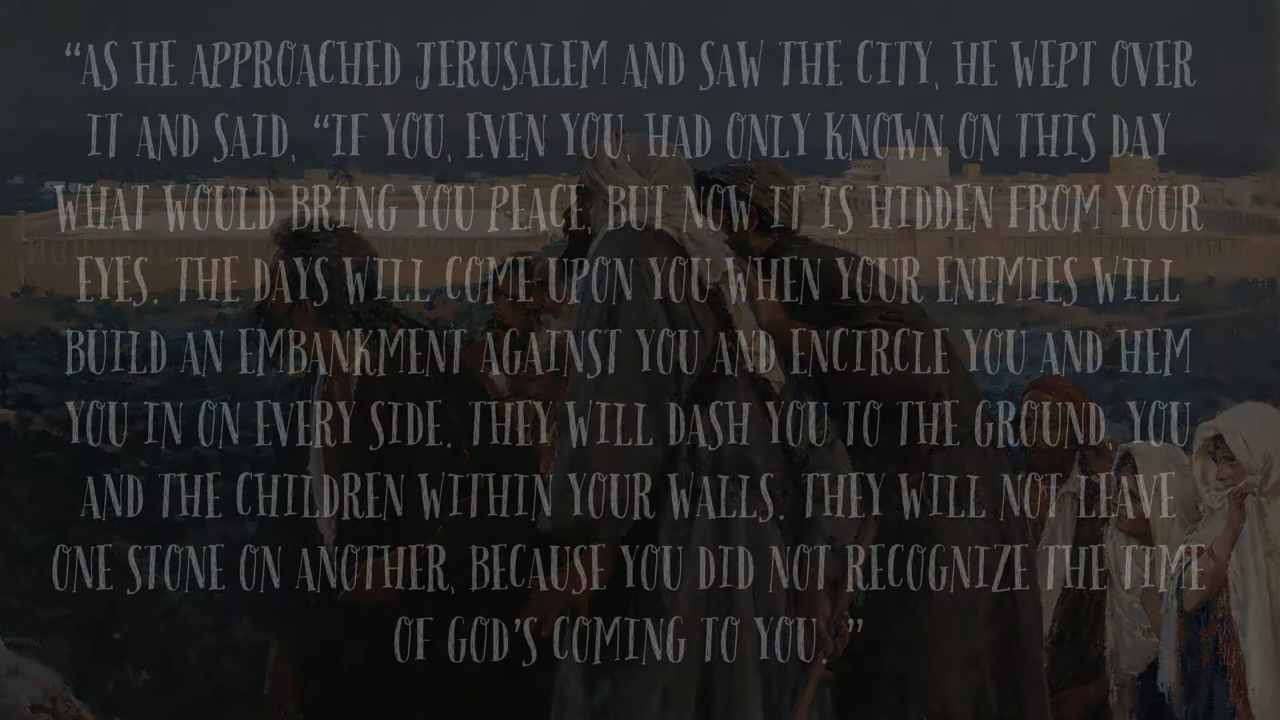 “AS HE APPROACHED JERUSALEM AND SAW THE CITY, HE WEPT OVER
IT AND SAID, “IF YOU, EVEN YOU, HAD ONLY KNOWN ON THIS DAY
WHAT WOULD BRING YOU PEACE, BUT NOW IT IS HIDDEN FROM YOUR
EYES. THE DAYS WILL COME UPON YOU WHEN YOUR ENEMIES WILL
BUILD AN EMBANKMENT AGAINST YOU AND ENCIRCLE YOU AND HEM
YOU IN ON EVERY SIDE. THEY WILL DASH YOU TO THE GROUND, YOU
AND THE CHILDREN WITHIN YOUR WALLS. THEY WILL NOT LEAVE
ONE STONE ON ANOTHER, BECAUSE YOU DID NOT RECOGNIZE THE TIME
OF GOD’S COMING TO YOU.”